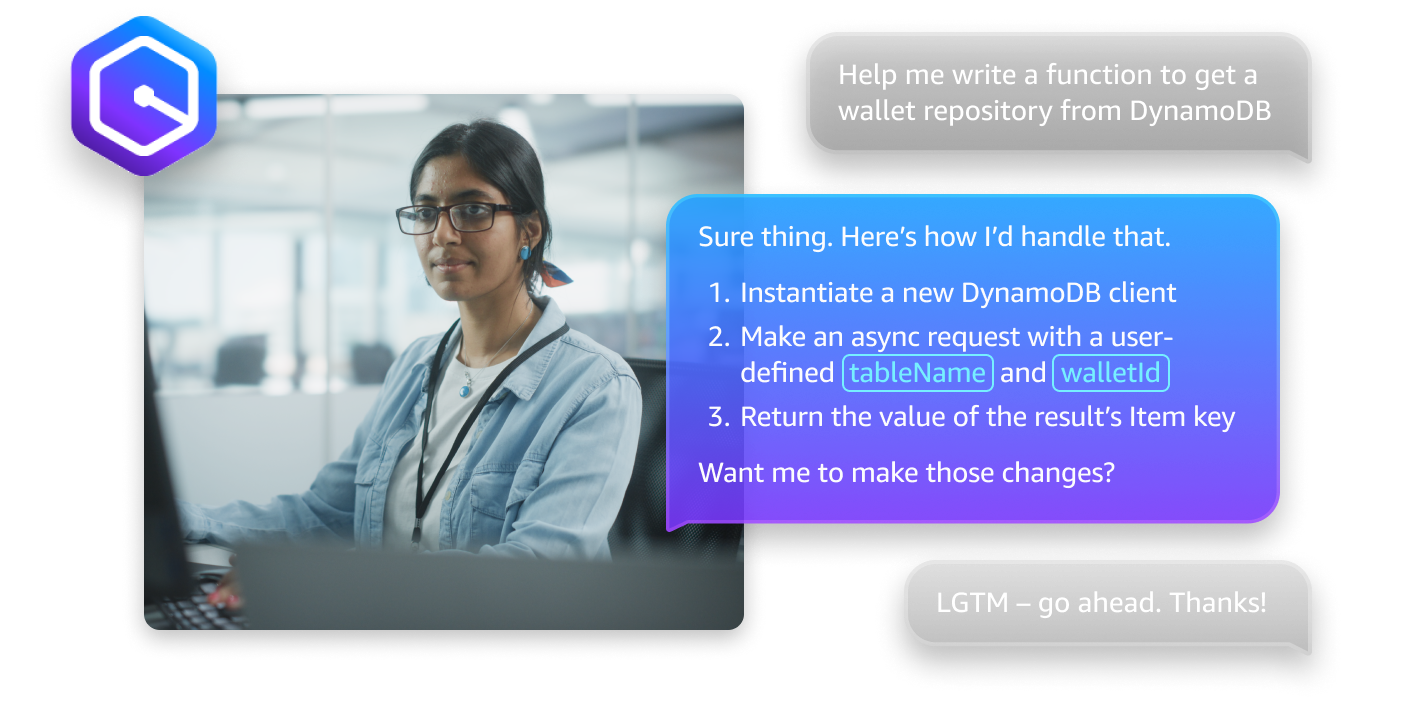 Help me write a function to get a
wallet repository from DynamoDB
Sure thing. Here’s how I’d handle that.
1. Instantiate a new DynamoDB client
2. Make an async request with a user-
defined tableName and walletId
3. Return the value of the result’s Item key
Want me to make those changes?
LGTM – go ahead. Thanks!